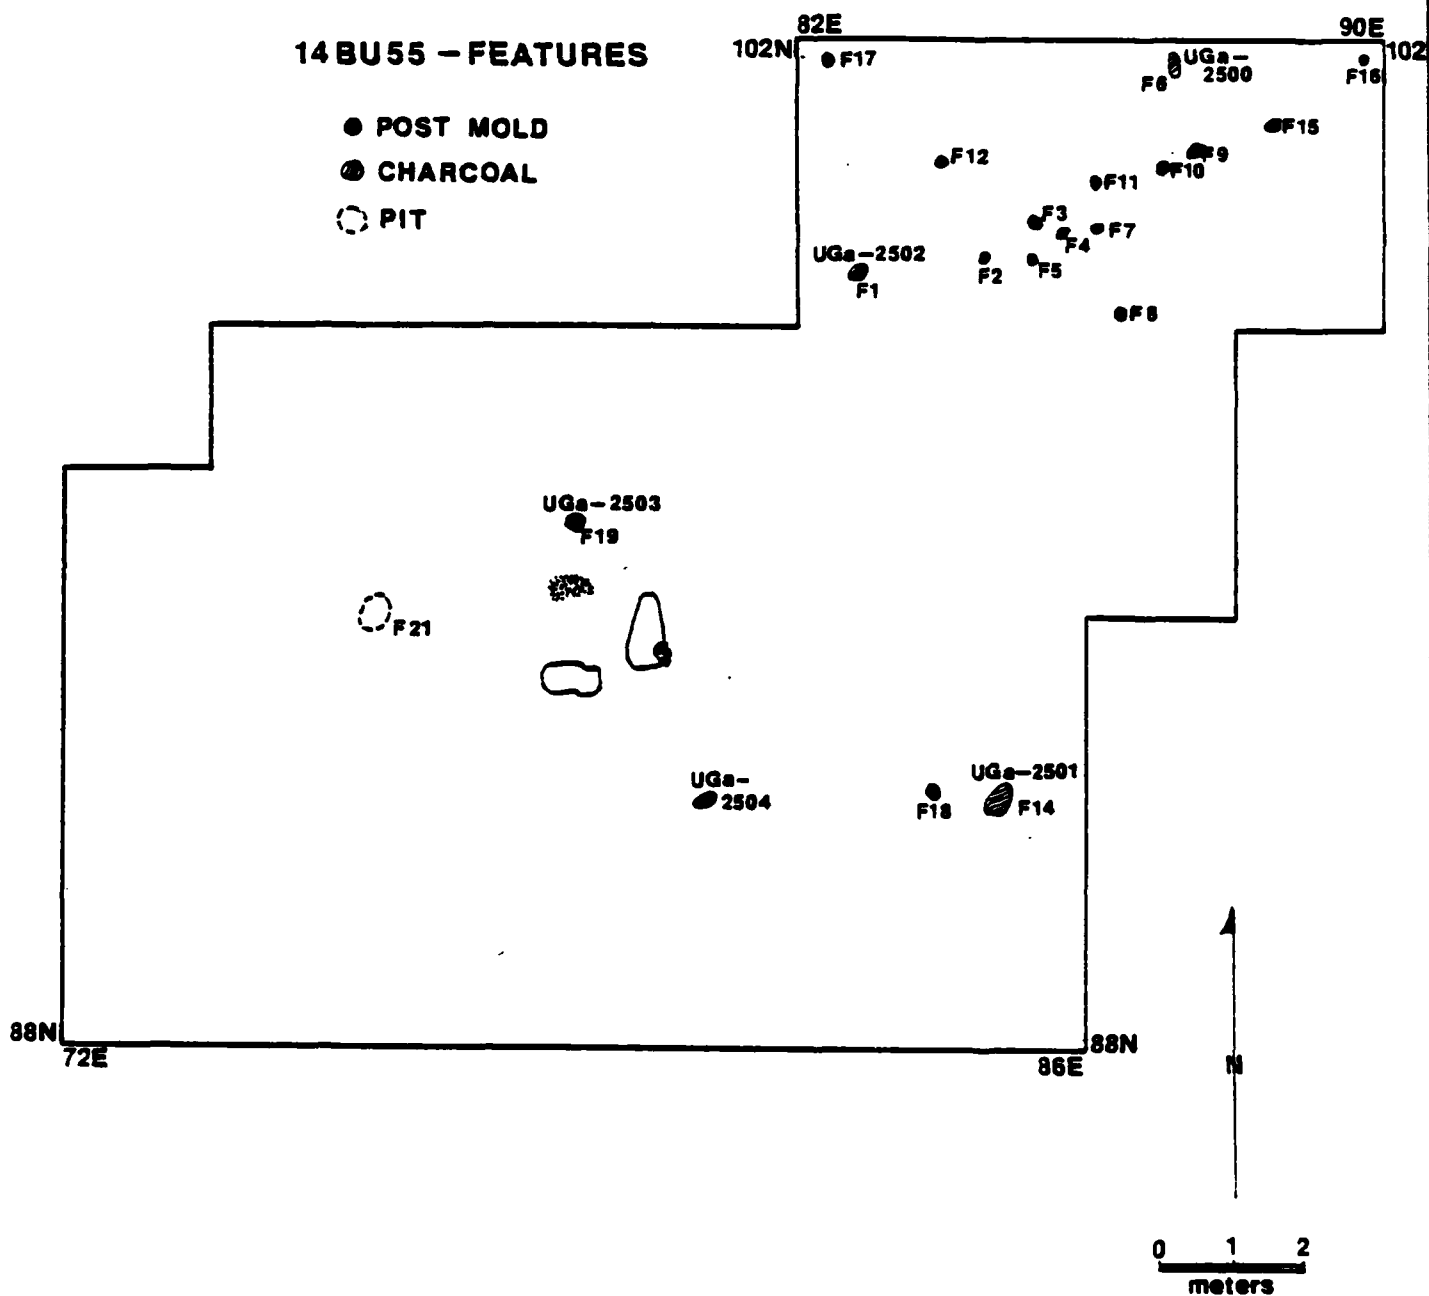 82E
90E
14BU55 - FEATURES
102N
102
F17
UGa-
2500
F6
F16
POST MOLD
F15
F12
F9
CHARCOAL
F10
F11
PIT
F3
F4
F7
UGa-2502
F2
F5
F1
F8
UGa-2503
F19
F21
UGa-
2504
UGa-2501
F18
F14
88N
72E
88N
86E
N
0 1 2
meters